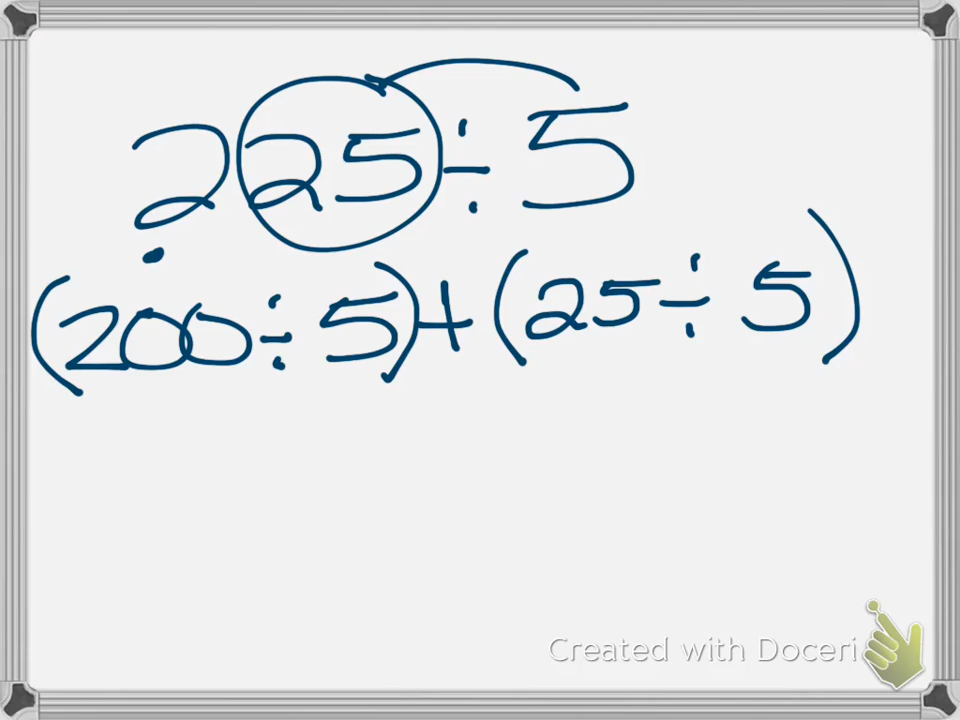 225 ÷ 5
(200 ÷ 5) + (25 ÷ 5)
Created with Doceri